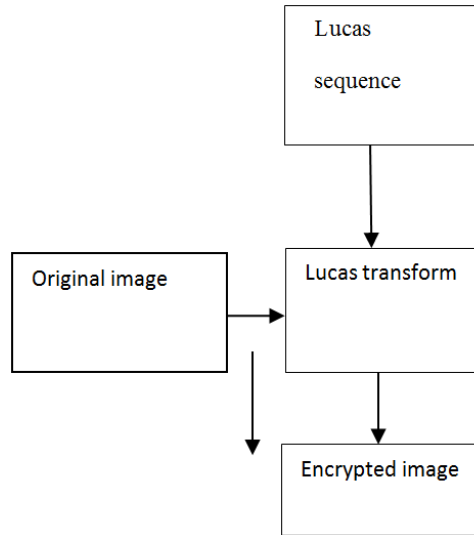 Lucas
sequence
Original image
Lucas transform
Encrypted image